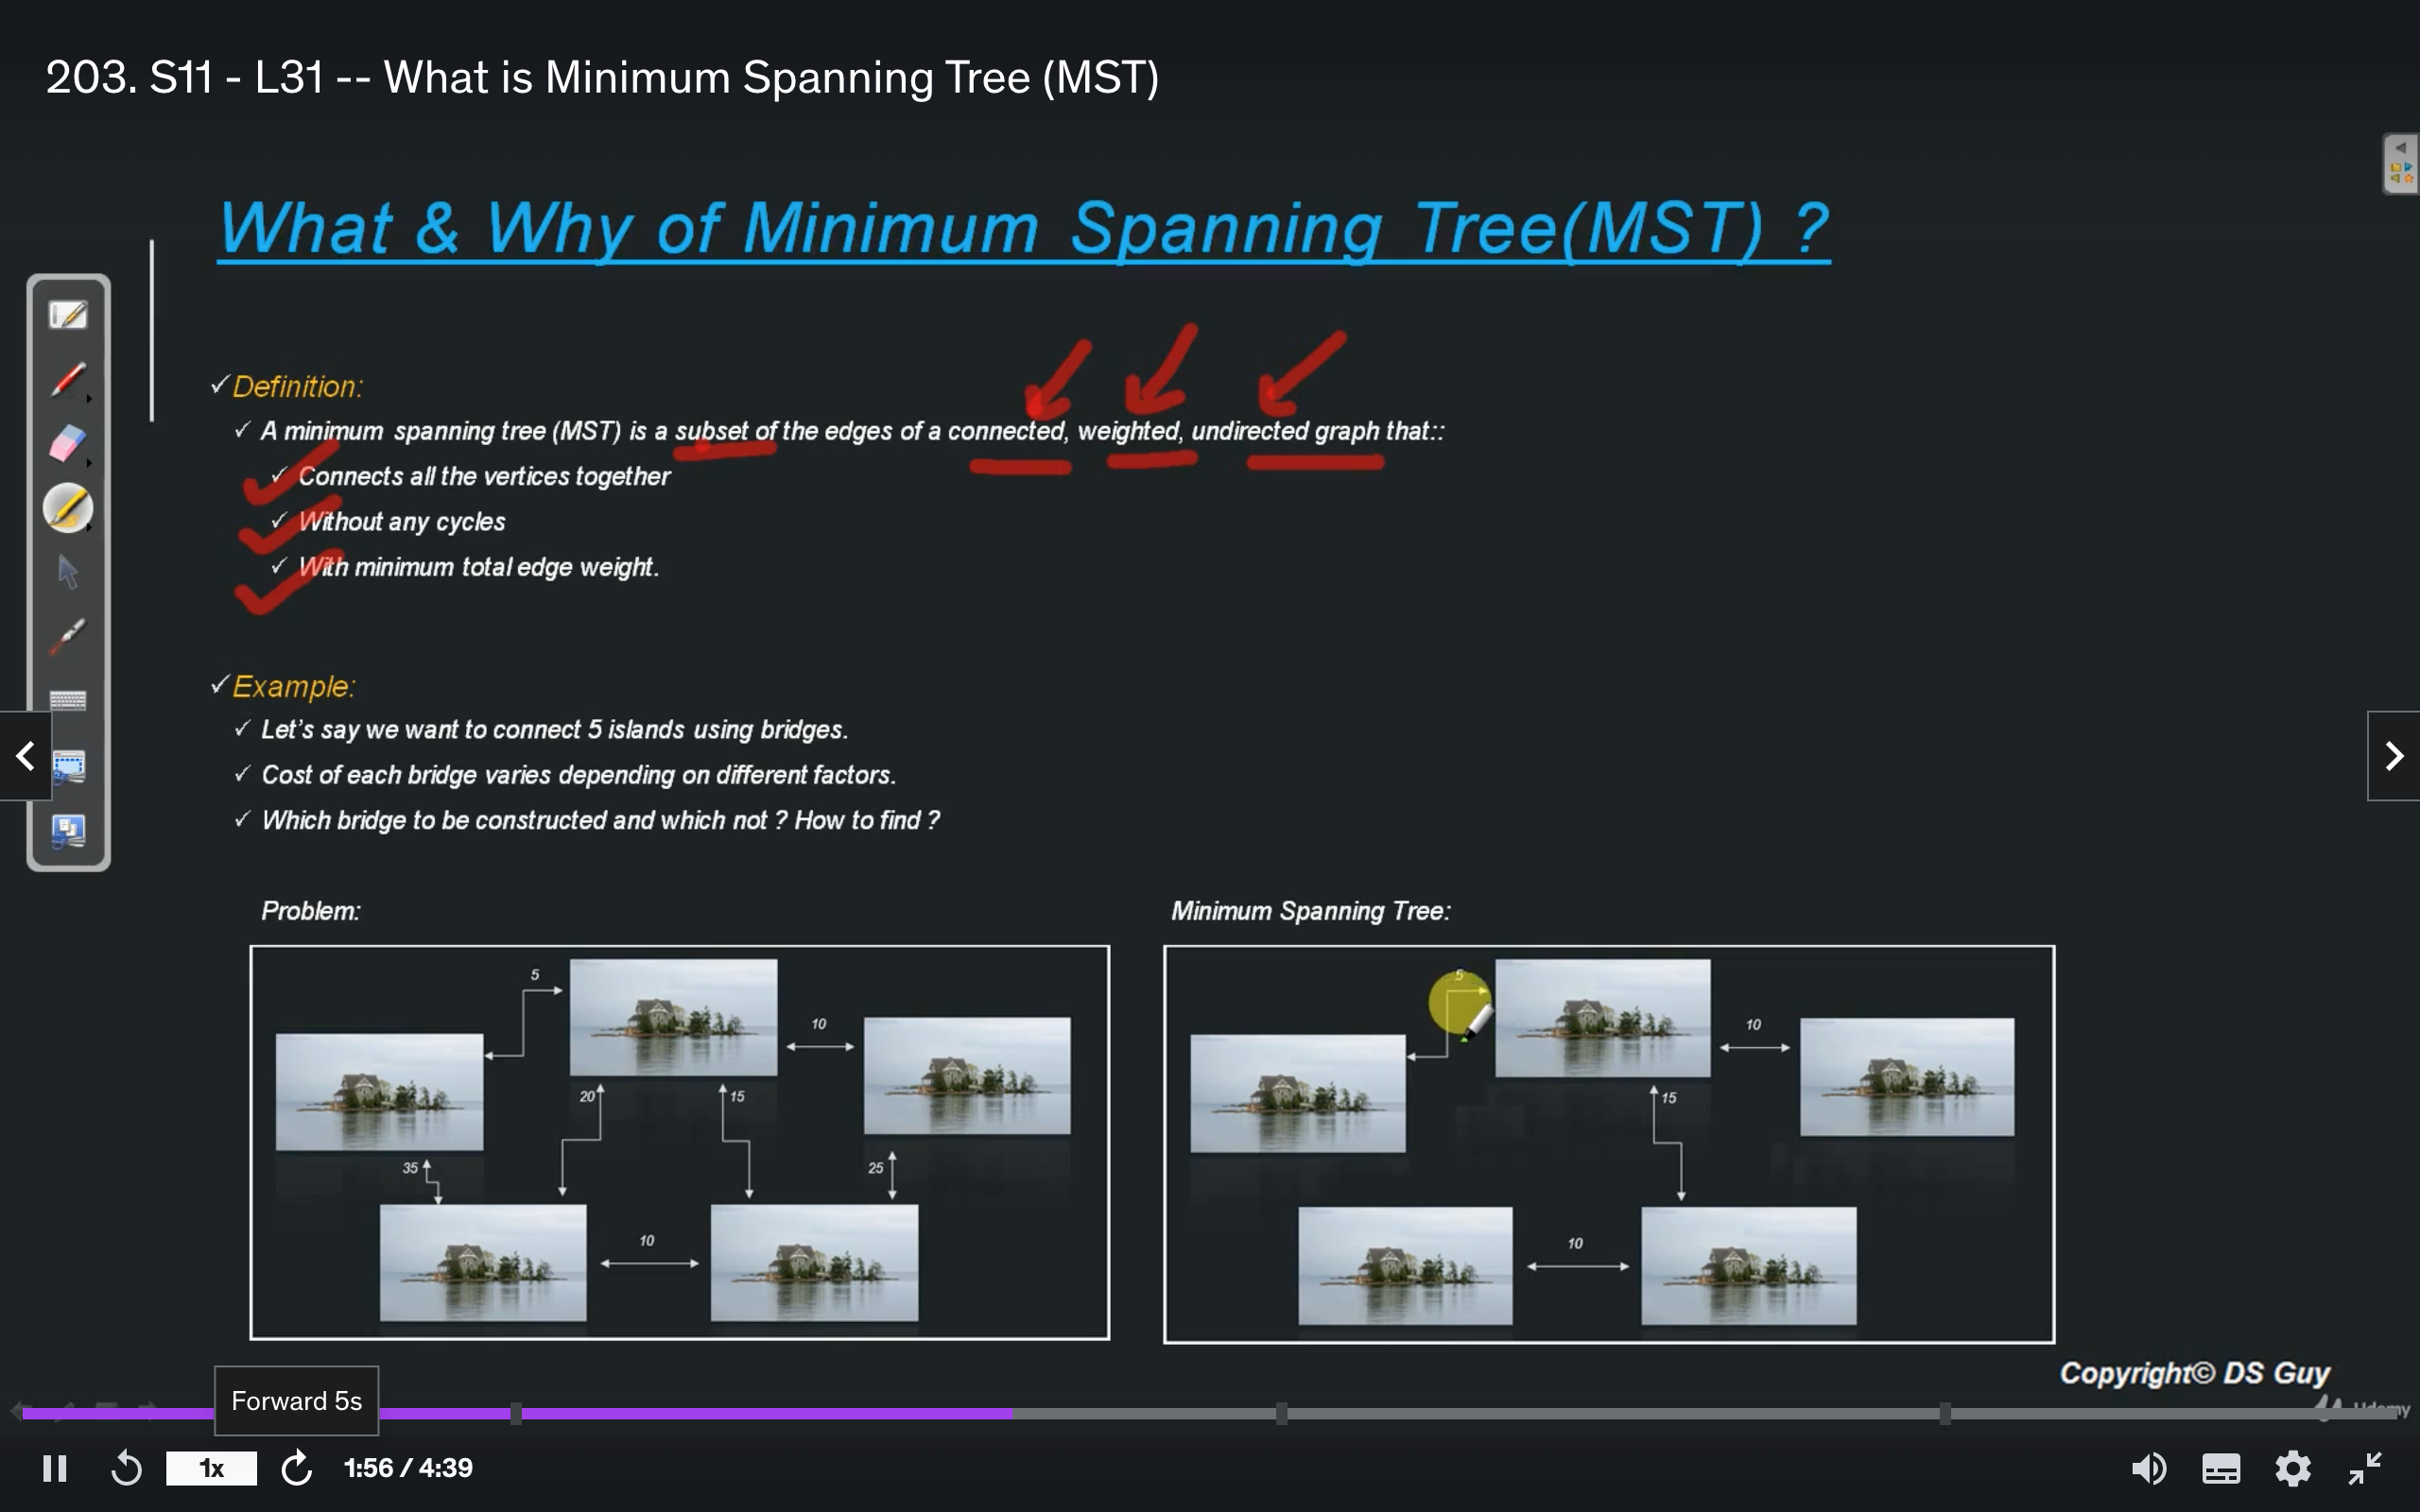 203. S11 - L31 -- What is Minimum Spanning Tree (MST)
What & Why of Minimum Spanning Tree(MST) ?
Definition:
A minimum spanning tree (MST) is a subset of the edges of a connected, weighted, undirected graph that::
Connects all the vertices together
Without any cycles
With minimum total edge weight.
Example:
Let's say we want to connect 5 islands using bridges.
Cost of each bridge varies depending on different factors.
Which bridge to be constructed and which not ? How to find ?
Problem:
5
10
20
15
35
25
10
Minimum Spanning Tree:
5
10
15
10
Copyright© DS Guy
Udemy
Forward 5s
1x
1:56 / 4:39